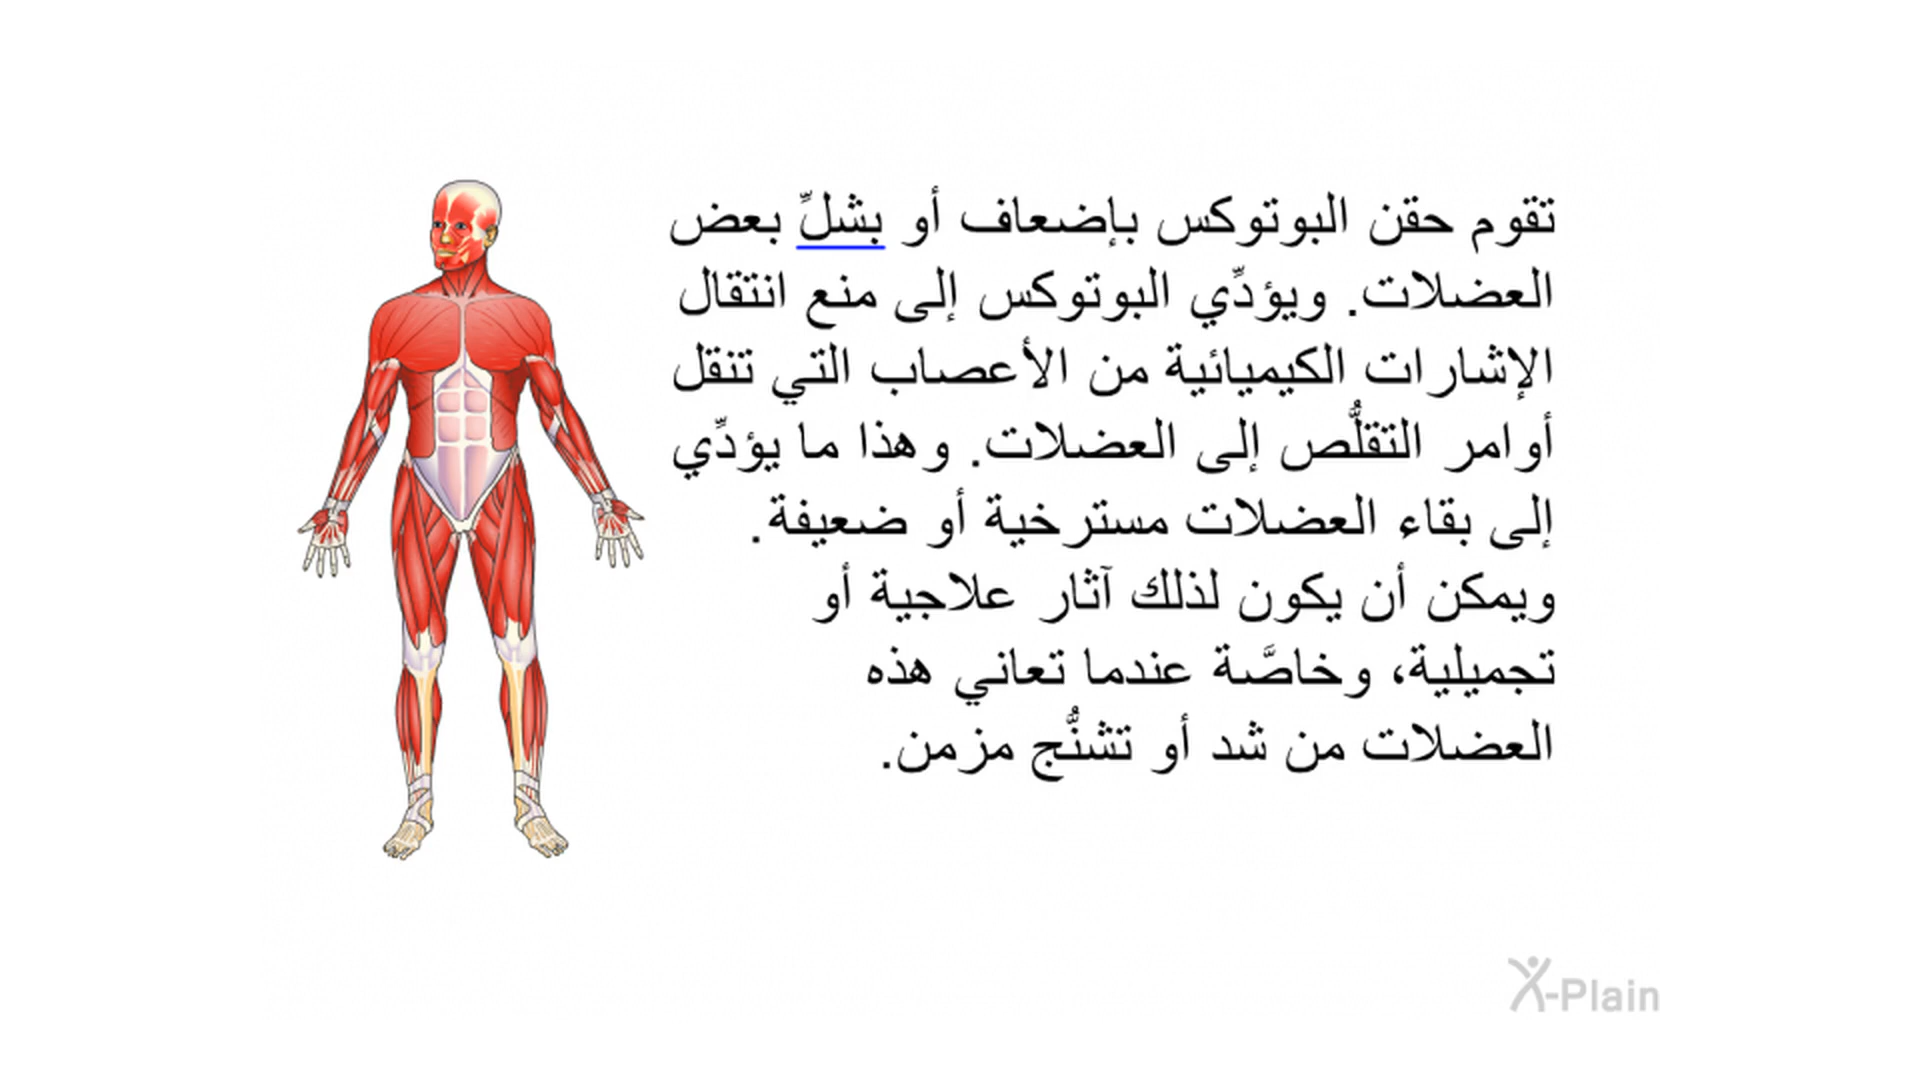 تقوم حقن البوتوكس بإضعاف أو بشلِّ بعض
العضلات. ويؤدِّي البوتوكس إلى منع انتقال
الإشارات الكيميائية من الأعصاب التي تنقل
أوامر التقلُّص إلى العضلات. وهذا ما يؤدِّي
إلى بقاء العضلات مسترخية أو ضعيفة.
ويمكن أن يكون لذلك آثار علاجية أو
تجميلية، وخاصَّة عندما تعاني هذه
العضلات من شد أو تشنُّج مزمن.
X-Plain